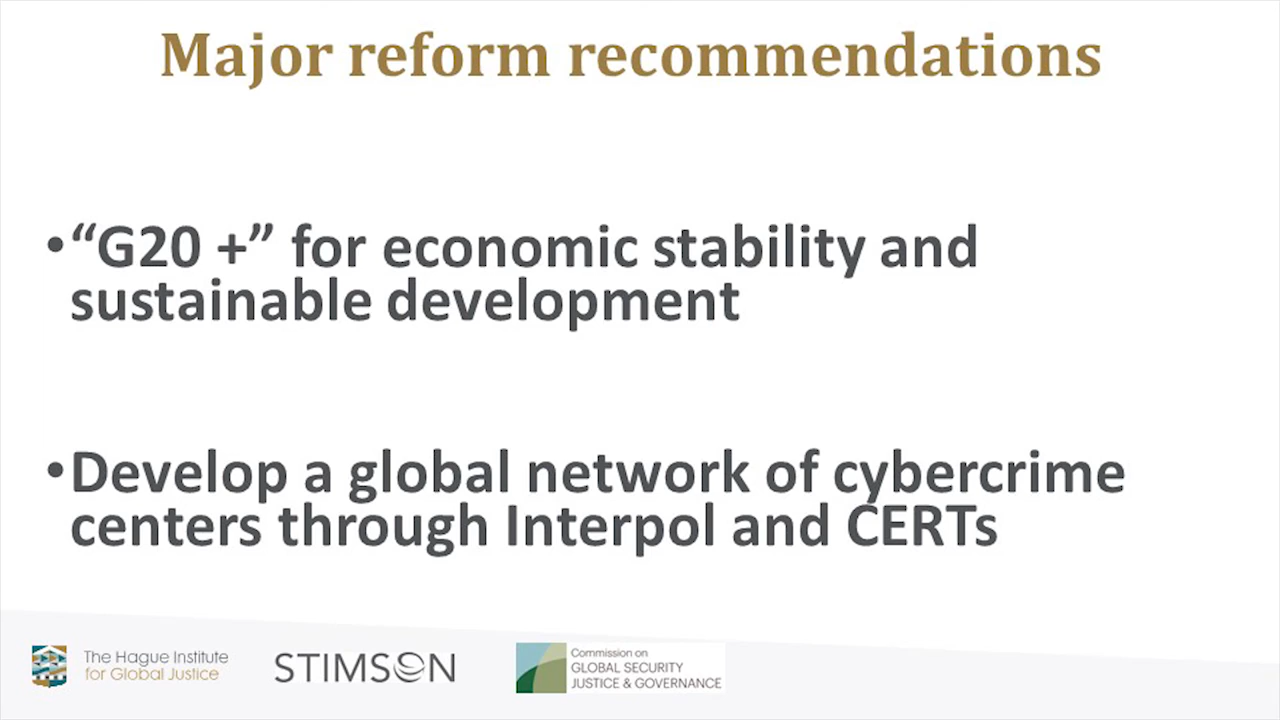 Major reform recommendations
•“G20 +” for economic stability and
sustainable development
•Develop a global network of cybercrime
centers through Interpol and CERTs
The Hague Institute
for Global Justice
STIMSON
Commission on
GLOBAL SECURITY
JUSTICE & GOVERNANCE